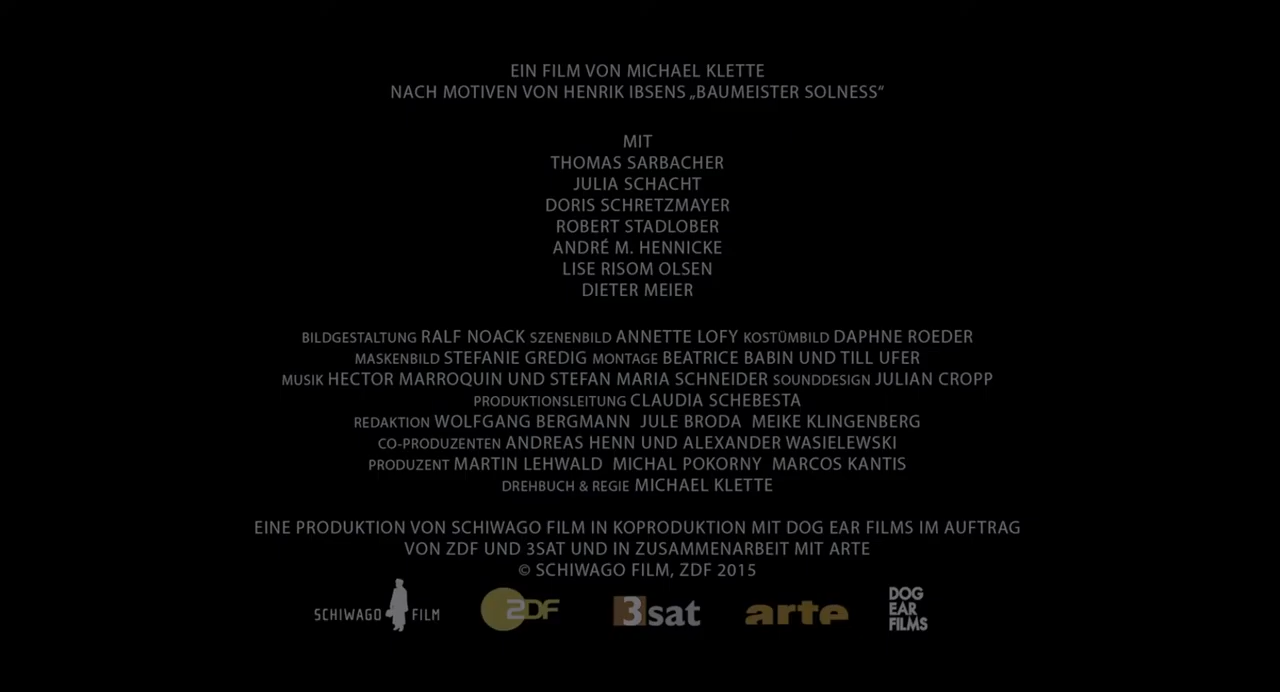 EIN FILM VON MICHAEL KLETTE
NACH MOTIVEN VON HENRIK IBSENS „BAUMEISTER SOLNESS“
MIT
THOMAS SARBACHER
JULIA SCHACHT
DORIS SCHRETZMAYER
ROBERT STADLOBER
ANDRÉ M. HENNICKE
LISE RISOM OLSEN
DIETER MEIER
BILDGESTALTUNG RALF NOACK SZENENBILD ANNETTE LOFY KOSTÜMBILD DAPHNE ROEDER
MASKENBILD STEFANIE GREDIG MONTAGE BEATRICE BABIN UND TILL UFER
MUSIK HECTOR MARROQUIN UND STEFAN MARIA SCHNEIDER SOUNDDESIGN JULIAN CROPP
PRODUKTIONSLEITUNG CLAUDIA SCHEBESTA
REDAKTION WOLFGANG BERGMANN JULE BRODA MEIKE KLINGENBERG
CO-PRODUZENTEN ANDREAS HENN UND ALEXANDER WASIELEWSKI
PRODUZENT MARTIN LEHWALD MICHAL POKORNY MARCOS KANTIS
DREHBUCH & REGIE MICHAEL KLETTE
EINE PRODUKTION VON SCHIWAGO FILM IN KOPRODUKTION MIT DOG EAR FILMS IM AUFTRAG
VON ZDF UND 3SAT UND IN ZUSAMMENARBEIT MIT ARTE
© SCHIWAGO FILM, ZDF 2015
SCHIWAGO FILM
ZDF
3sat
arte
DOG
EAR
FILMS